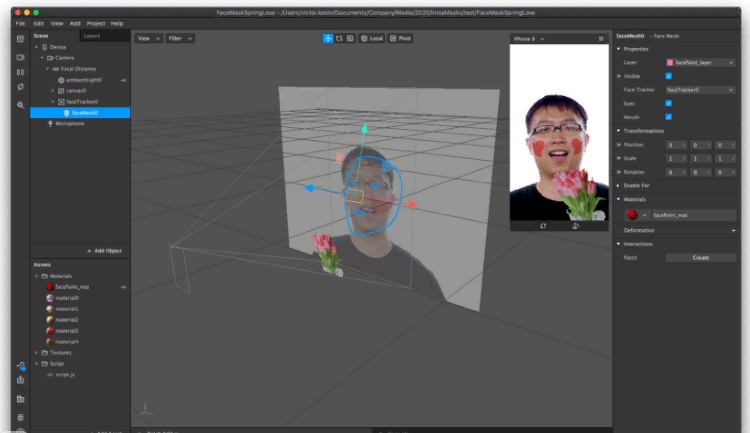 FaceMaskSpringLove – /Users/victor.kotov/Documents/Company/Media/2020/InstaMasks/test/FaceMaskSpringLove
File Edit View Add Project Help
Scene Layers
Device
Camera
Focal Distance
ambientLight0
canvas0
faceTracker0
faceMesh0
Microphone
+ Add Object
Assets
Materials
facePaint_mat
material0
material1
material2
material3
material4
Textures
Script
script.js
View Filter Local Pivot
iPhone 8
faceMesh0 - Face Mesh
Properties
Layer facePaint_layer
Visible
Face Tracker faceTracker0
Eyes
Mouth
Transformations
Position 0 0 0
Scale 1 1 1
Rotation 0 0 0
Enable For
Materials
facePaint_mat
Deformation +
Interactions
Patch Create